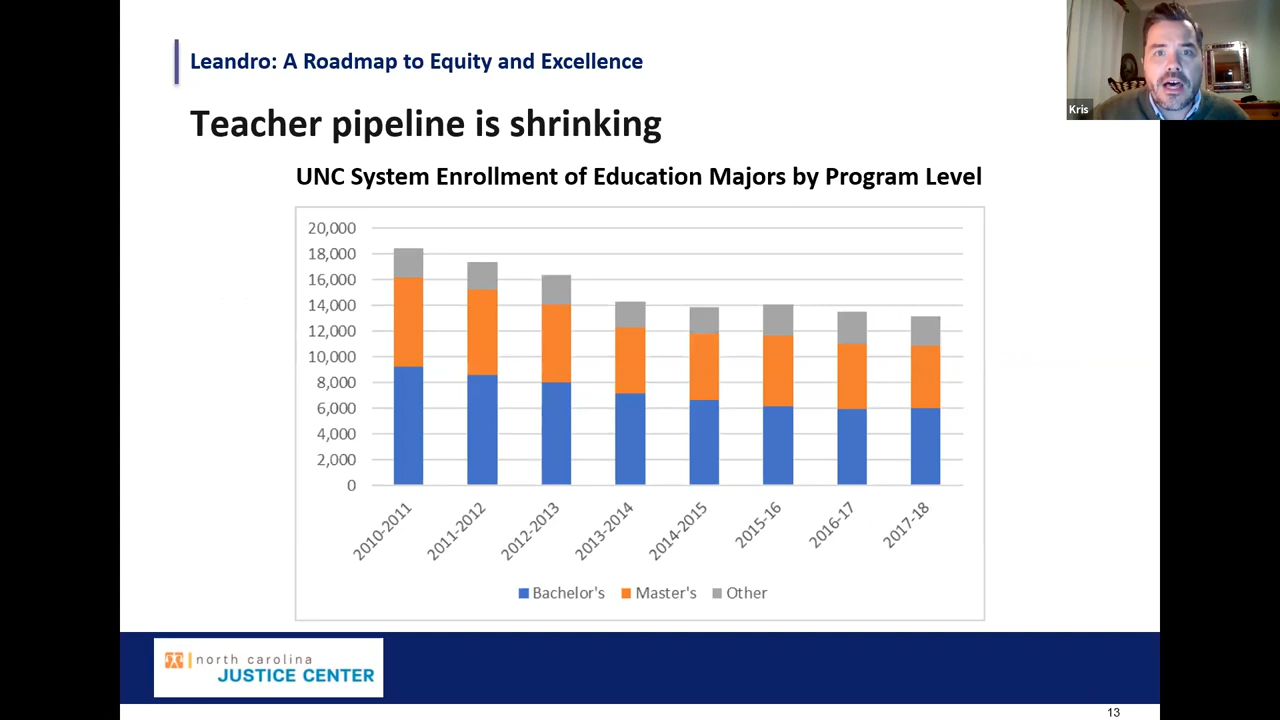 Leandro: A Roadmap to Equity and Excellence
Kris
Teacher pipeline is shrinking
UNC System Enrollment of Education Majors by Program Level
20,000
18,000
16,000
14,000
12,000
10,000
8,000
6,000
4,000
2,000
0
2010-2011
2011-2012
2012-2013
2013-2014
2014-2015
2015-16
2016-17
2017-18
Bachelor's Master's Other
north carolina
JUSTICE CENTER
13